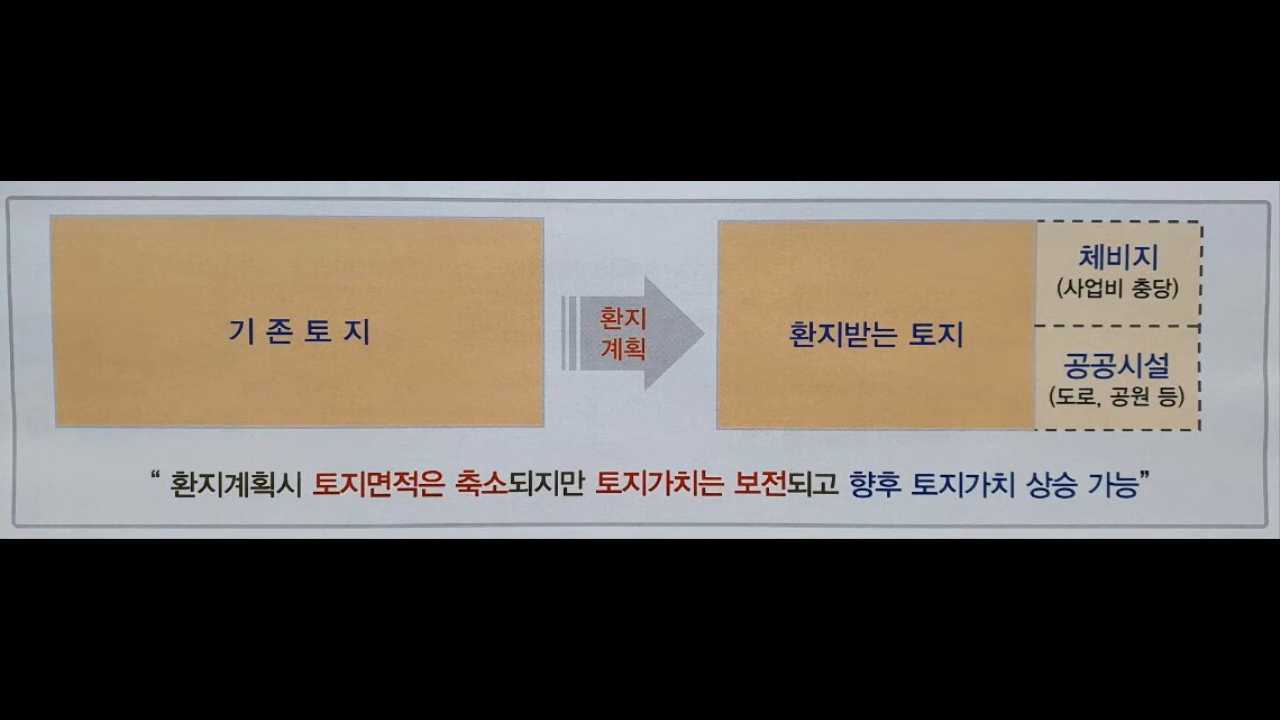 기 존 토 지
환지
계획
환지받는 토지
체비지
(사업비 충당)
공공시설
(도로, 공원 등)
“ 환지계획시 토지면적은 축소되지만 토지가치는 보전되고 향후 토지가치 상승 가능”